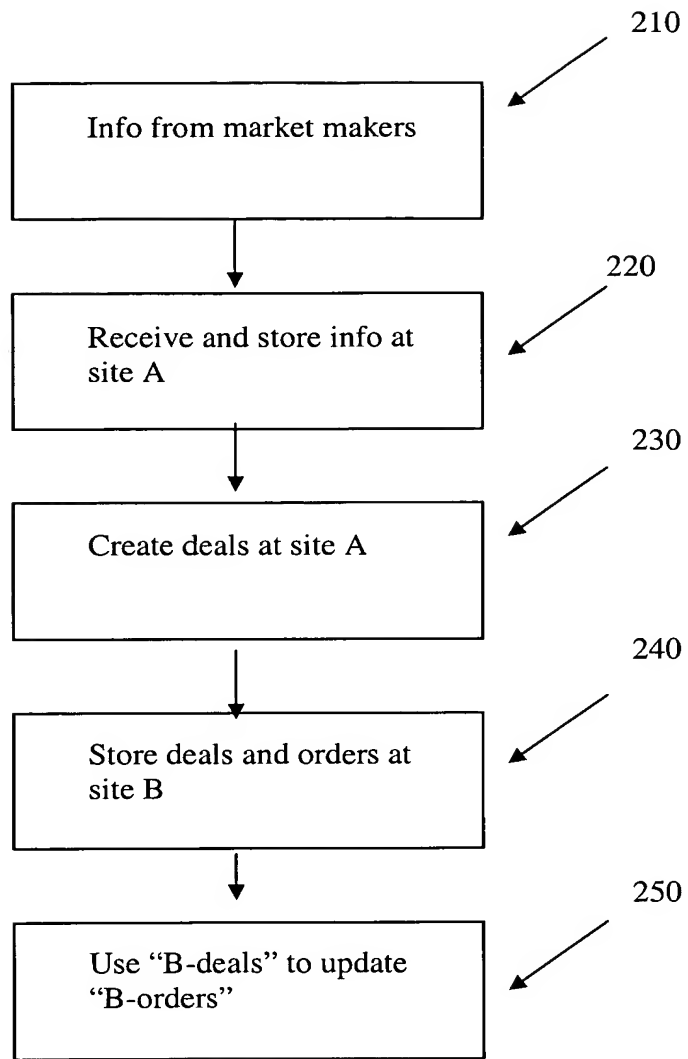 210
Info from market makers
220
Receive and store info at
site A
230
Create deals at site A
240
Store deals and orders at
site B
250
Use “B-deals” to update
“B-orders”